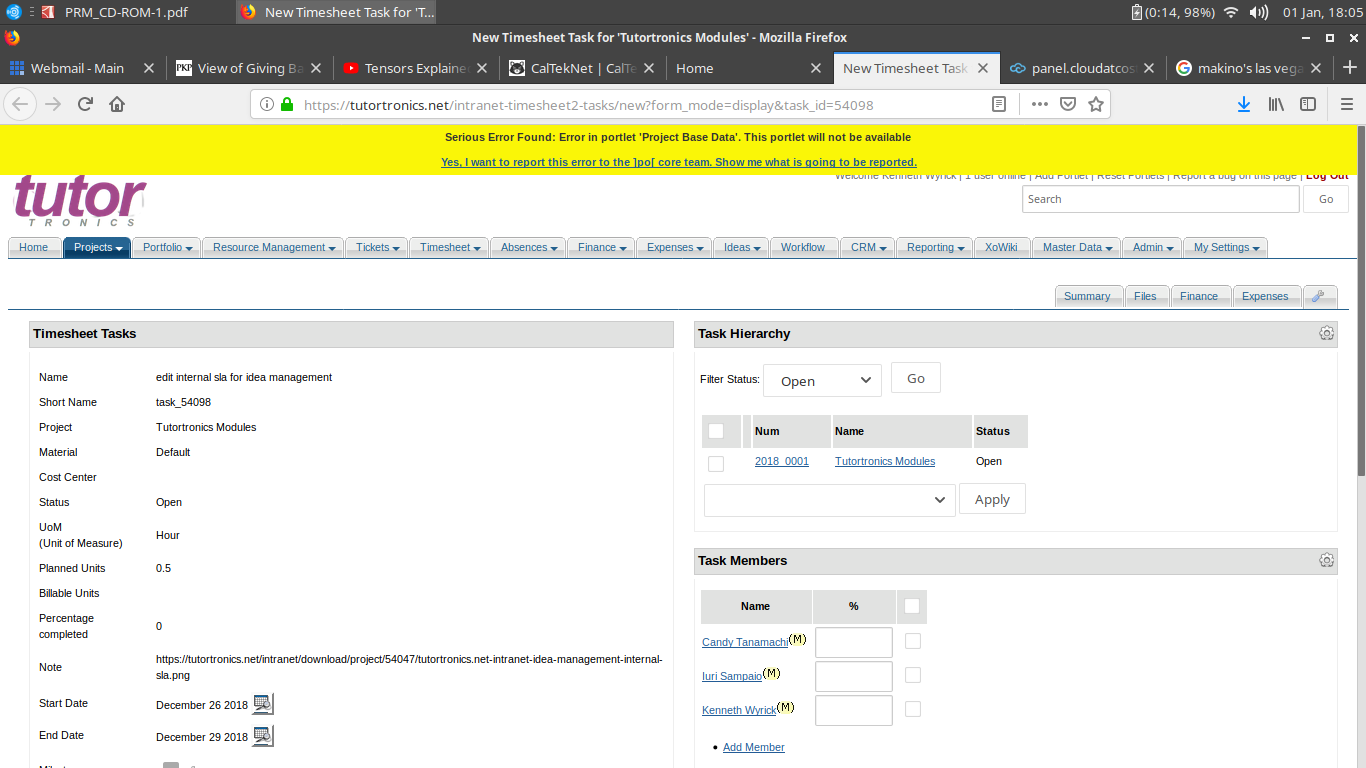 PRM_CD-ROM-1.pdf
New Timesheet Task for 'T...
(0:14, 98%)
01 Jan, 18:05
New Timesheet Task for 'Tutortronics Modules' - Mozilla Firefox
Webmail - Main
View of Giving Ba
Tensors Explaine
CalTekNet | CalTe
Home
New Timesheet Task
panel.cloudatcos
makino's las vega
https://tutortronics.net/intranet-timesheet2-tasks/new?form_mode=display&task_id=54098
Serious Error Found: Error in portlet 'Project Base Data'. This portlet will not be available
Yes, I want to report this error to the ]po[ core team. Show me what is going to be reported.
Welcome Kenneth Wyrick | 1 user online | Add Portlet | Reset Portlets | Report a bug on this page | Log Out
tutor
TRONICS
Search
Go
Home
Projects
Portfolio
Resource Management
Tickets
Timesheet
Absences
Finance
Expenses
Ideas
Workflow
CRM
Reporting
XoWiki
Master Data
Admin
My Settings
Summary
Files
Finance
Expenses
Timesheet Tasks
Name edit internal sla for idea management
Short Name task_54098
Project Tutortronics Modules
Material Default
Cost Center
Status Open
UoM
(Unit of Measure) Hour
Planned Units 0.5
Billable Units
Percentage
completed 0
Note https://tutortronics.net/intranet/download/project/54047/tutortronics.net-intranet-idea-management-internal-
sla.png
Start Date December 26 2018
End Date December 29 2018
Task Hierarchy
Filter Status: Open Go
Num Name Status
2018_0001 Tutortronics Modules Open
Apply
Task Members
Name %
Candy Tanamachi(M)
Iuri Sampaio(M)
Kenneth Wyrick(M)
Add Member